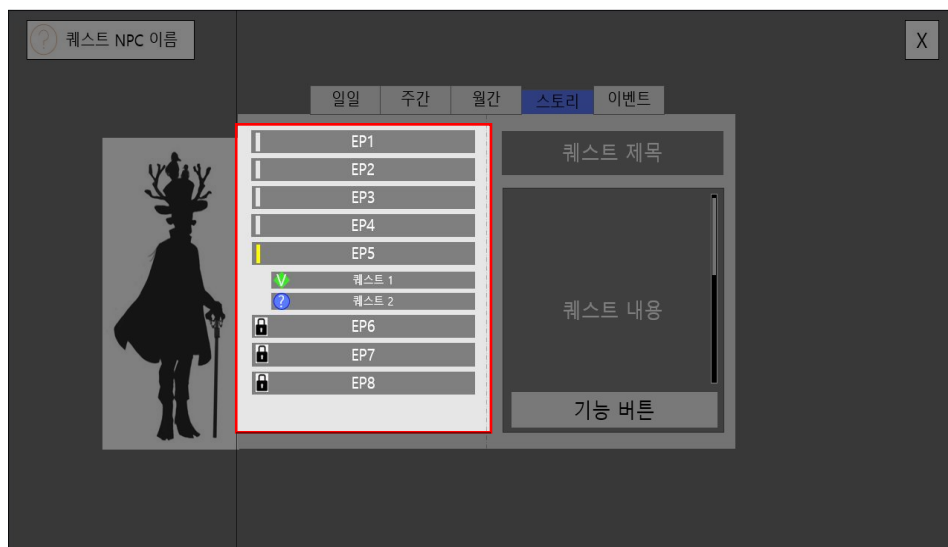 ? 퀘스트 NPC 이름
X
일일 주간 월간 스토리 이벤트
EP1
EP2
EP3
EP4
EP5
V 퀘스트 1
? 퀘스트 2
EP6
EP7
EP8
퀘스트 제목
퀘스트 내용
기능 버튼